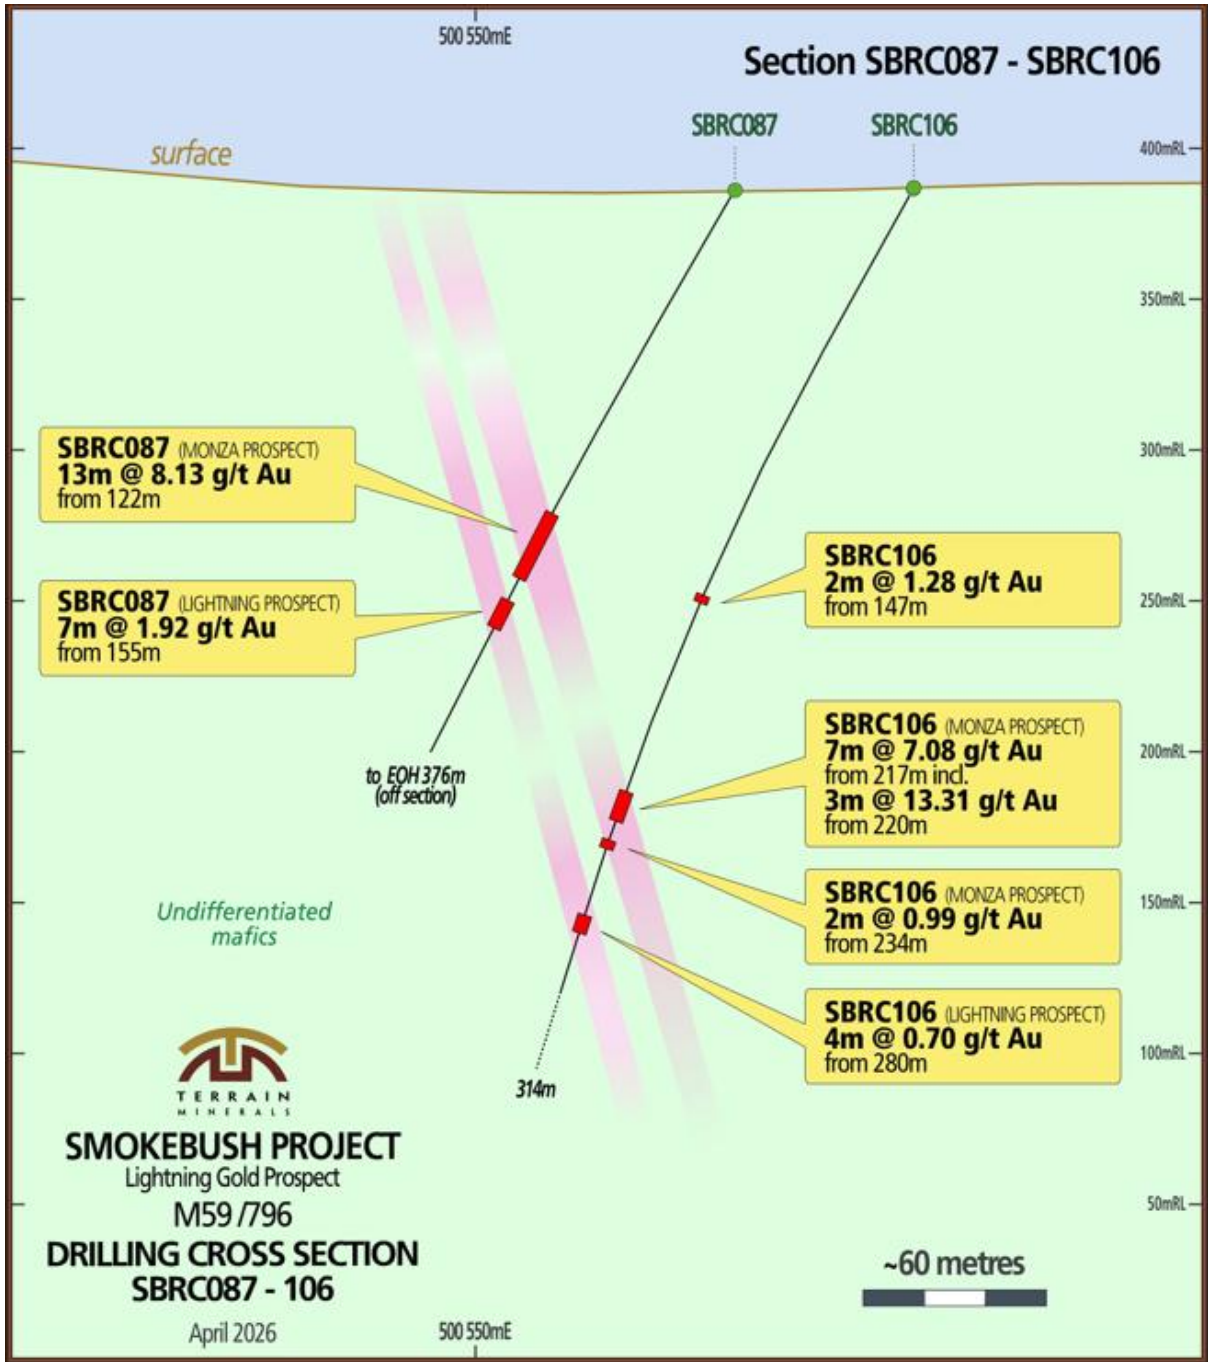 500 550mE
Section SBRC087 - SBRC106
SBRC087
SBRC106
surface
400mRL
350mRL
300mRL
SBRC087 (MONZA PROSPECT)
13m @ 8.13 g/t Au
from 122m
SBRC087 (LIGHTNING PROSPECT)
7m @ 1.92 g/t Au
from 155m
SBRC106
2m @ 1.28 g/t Au
from 147m
250mRL
SBRC106 (MONZA PROSPECT)
7m @ 7.08 g/t Au
from 217m incl.
3m @ 13.31 g/t Au
from 220m
200mRL
to EOH 376m
(off section)
SBRC106 (MONZA PROSPECT)
2m @ 0.99 g/t Au
from 234m
150mRL
Undifferentiated
mafics
SBRC106 (LIGHTNING PROSPECT)
4m @ 0.70 g/t Au
from 280m
100mRL
314m
TERRAIN
MINERALS
SMOKEBUSH PROJECT
Lightning Gold Prospect
M59 /796
DRILLING CROSS SECTION
SBRC087 - 106
April 2026
50mRL
~60 metres
500 550mE